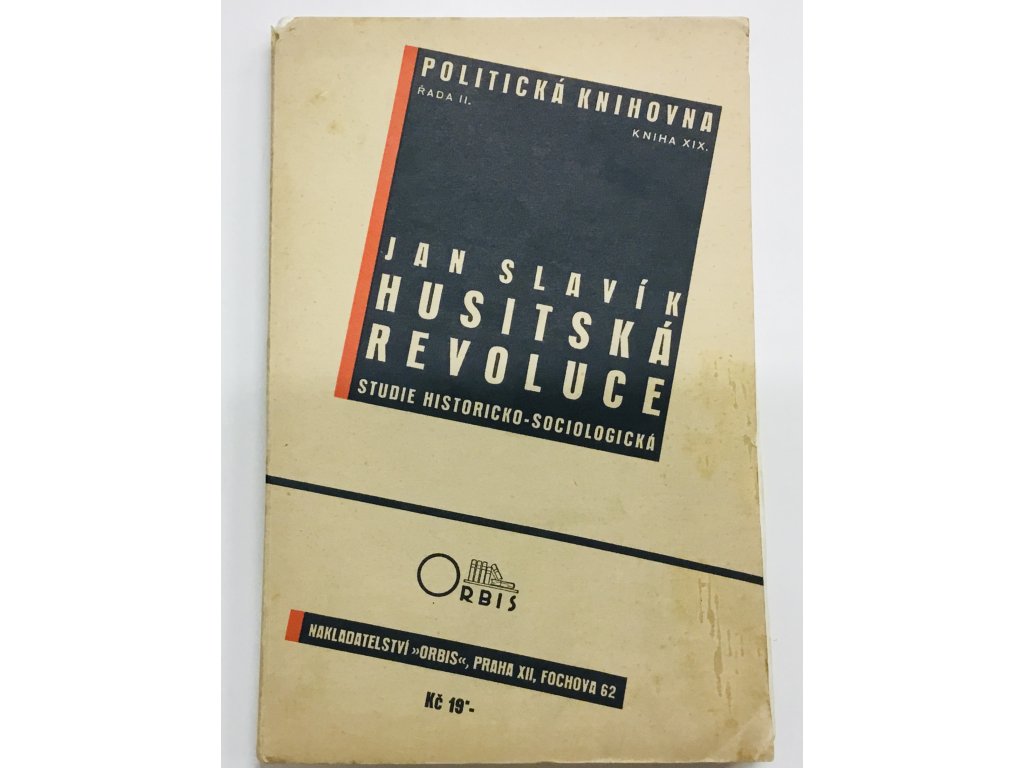 POLITICKÁ KNIHOVNA
ŘADA II.
KNIHA XIX.
JAN SLAVÍK
HUSITSKÁ
REVOLUCE
STUDIE HISTORICKO-SOCIOLOGICKÁ
ORBIS
NAKLADATELSTVÍ »ORBIS«, PRAHA XII, FOCHOVA 62
Kč 19·-